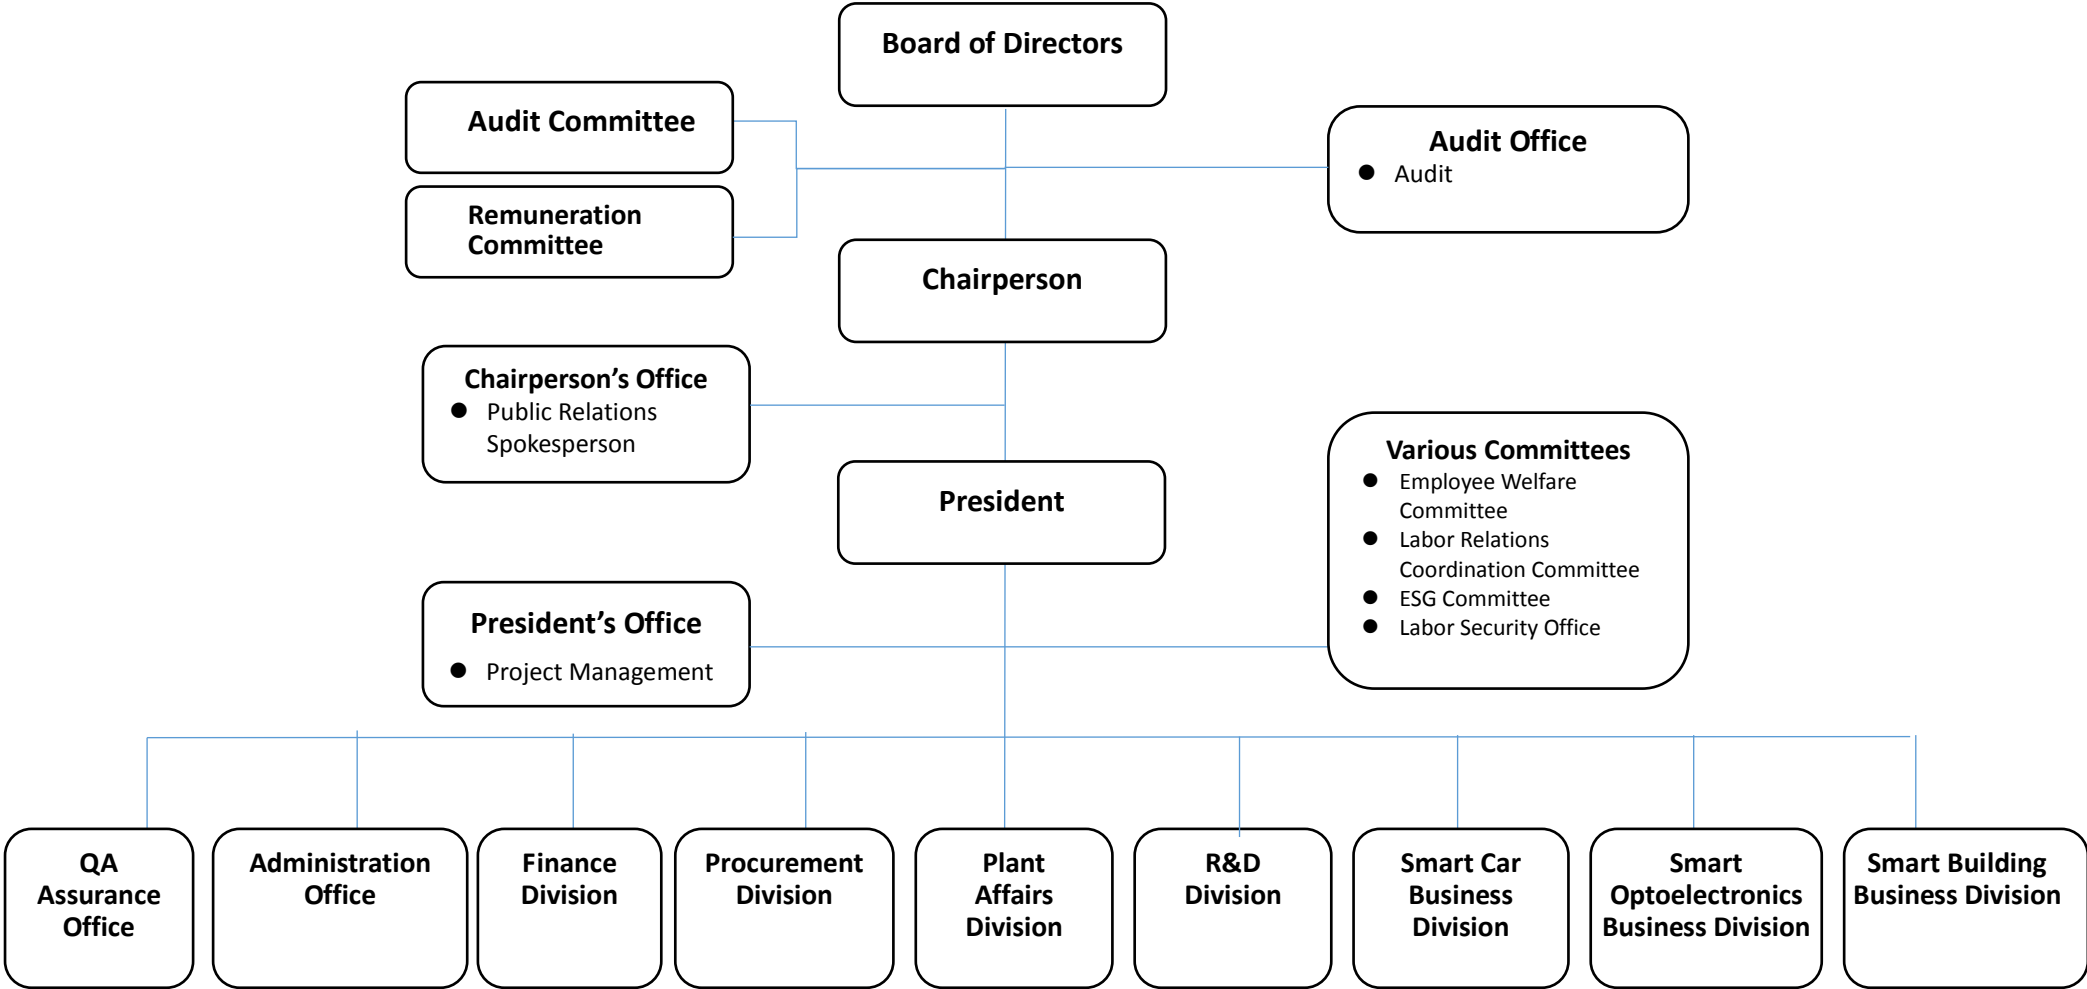 Board of Directors
Audit Committee
Audit Office
● Audit
Remuneration
Committee
Chairperson
Chairperson’s Office
● Public Relations
Spokesperson
President
Various Committees
● Employee Welfare
Committee
● Labor Relations
Coordination Committee
● ESG Committee
● Labor Security Office
President’s Office
● Project Management
QA
Assurance
Office
Administration
Office
Finance
Division
Procurement
Division
Plant
Affairs
Division
R&D
Division
Smart Car
Business
Division
Smart
Optoelectronics
Business Division
Smart Building
Business Division